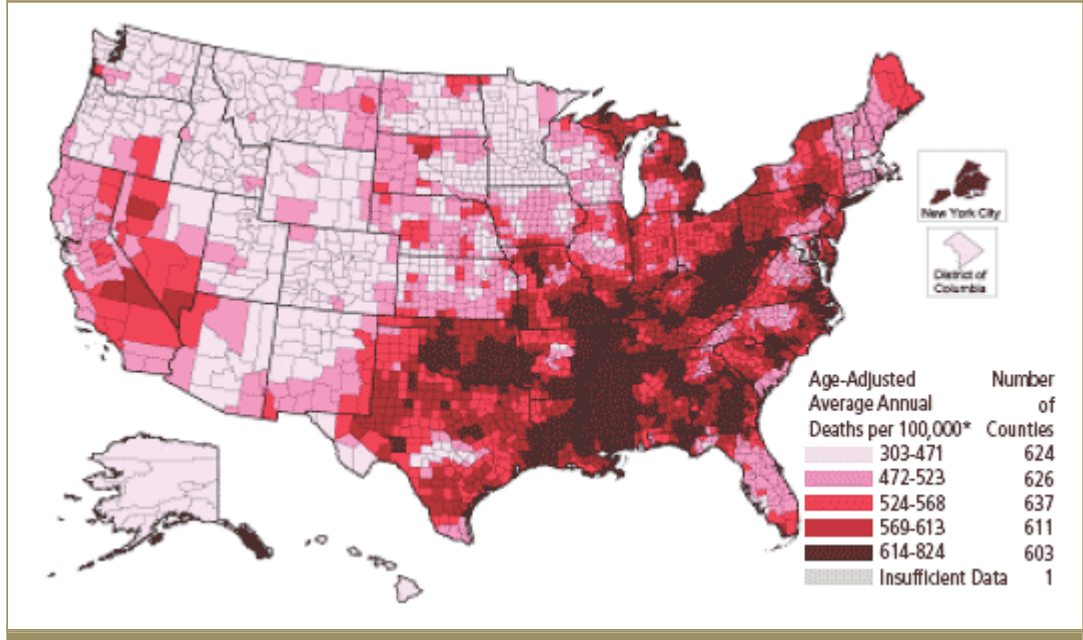 New York City
District of
Columbia
Age-Adjusted Number
Average Annual of
Deaths per 100,000* Counties
303-471 624
472-523 626
524-568 637
569-613 611
614-824 603
Insufficient Data 1